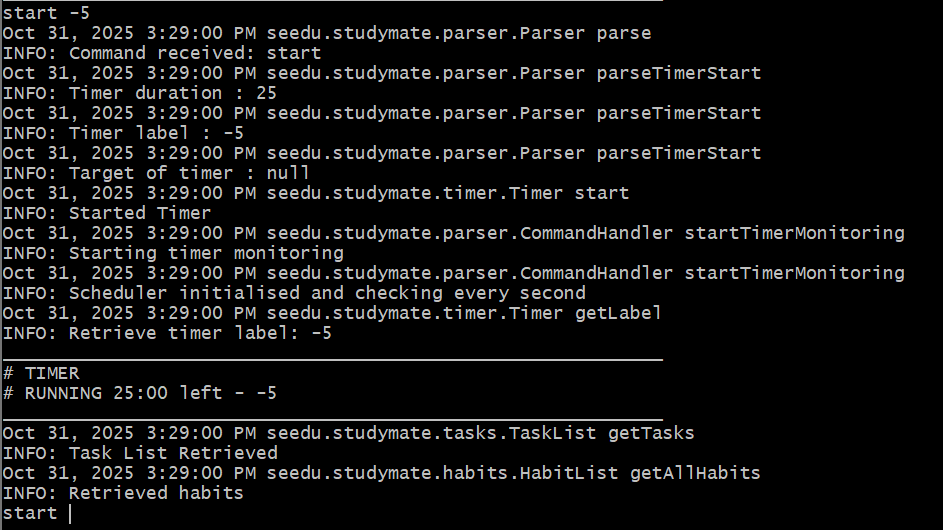 start -5
Oct 31, 2025 3:29:00 PM seedu.studymate.parser.Parser parse
INFO: Command received: start
Oct 31, 2025 3:29:00 PM seedu.studymate.parser.Parser parseTimerStart
INFO: Timer duration : 25
Oct 31, 2025 3:29:00 PM seedu.studymate.parser.Parser parseTimerStart
INFO: Timer label : -5
Oct 31, 2025 3:29:00 PM seedu.studymate.parser.Parser parseTimerStart
INFO: Target of timer : null
Oct 31, 2025 3:29:00 PM seedu.studymate.timer.Timer start
INFO: Started Timer
Oct 31, 2025 3:29:00 PM seedu.studymate.parser.CommandHandler startTimerMonitoring
INFO: Starting timer monitoring
Oct 31, 2025 3:29:00 PM seedu.studymate.parser.CommandHandler startTimerMonitoring
INFO: Scheduler initialised and checking every second
Oct 31, 2025 3:29:00 PM seedu.studymate.timer.Timer getLabel
INFO: Retrieve timer label: -5
# TIMER
# RUNNING 25:00 left - -5
Oct 31, 2025 3:29:00 PM seedu.studymate.tasks.TaskList getTasks
INFO: Task List Retrieved
Oct 31, 2025 3:29:00 PM seedu.studymate.habits.HabitList getAllHabits
INFO: Retrieved habits
start